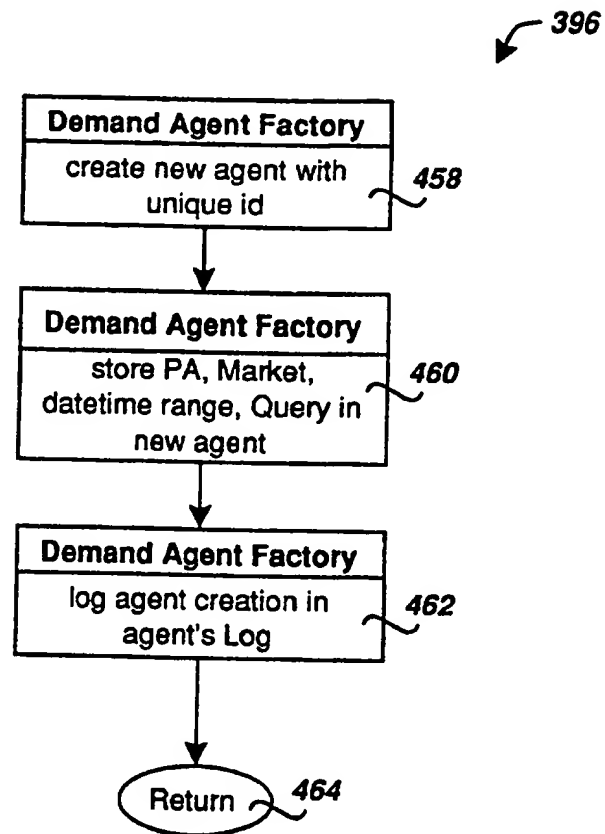 396
Demand Agent Factory
create new agent with
unique id
458
Demand Agent Factory
store PA, Market,
datetime range, Query in
new agent
460
Demand Agent Factory
log agent creation in
agent's Log
462
Return
464